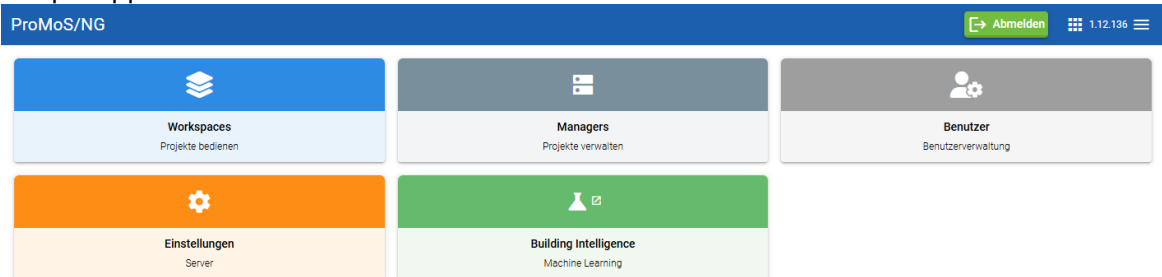 ProMoS/NG
Abmelden
1.12.136
Workspaces
Projekte bedienen
Managers
Projekte verwalten
Benutzer
Benutzerverwaltung
Einstellungen
Server
Building Intelligence
Machine Learning